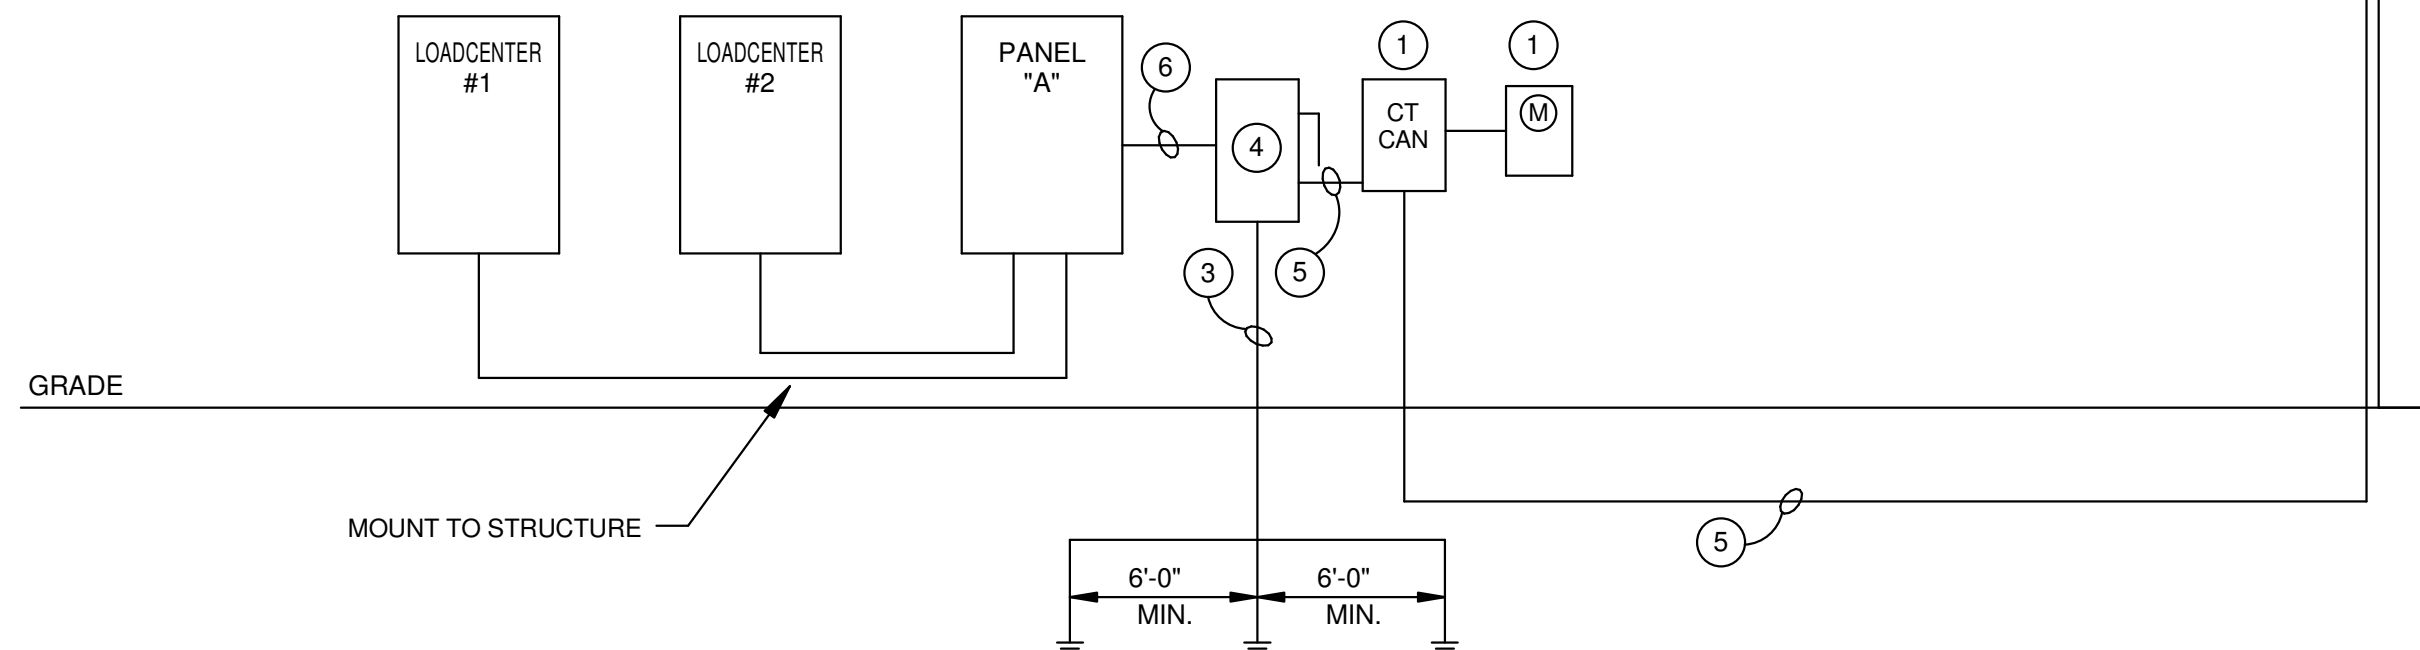 LOADCENTER
#1
LOADCENTER
#2
PANEL
"A"
6
4
1
CT
CAN
1
M
3
5
GRADE
MOUNT TO STRUCTURE
5
6'-0"
MIN.
6'-0"
MIN.